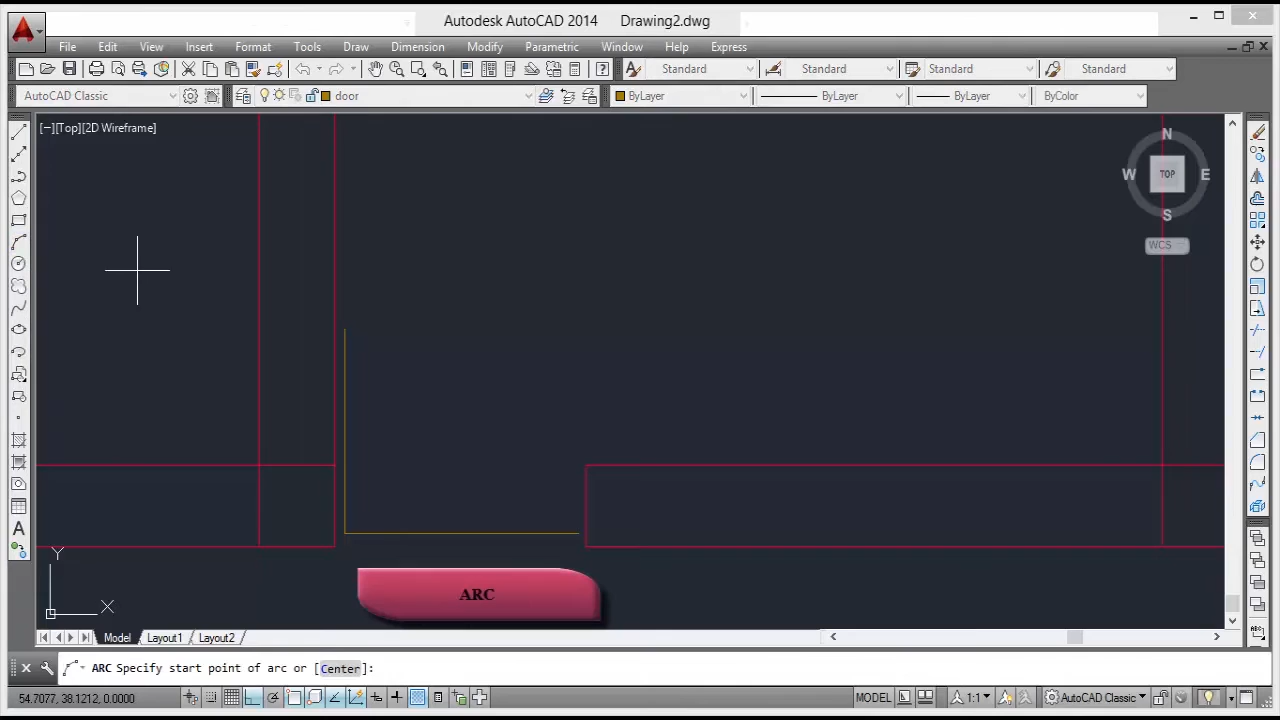 Autodesk AutoCAD 2014 Drawing2.dwg
File Edit View Insert Format Tools Draw Dimension Modify Parametric Window Help Express
Standard Standard Standard Standard
AutoCAD Classic door ByLayer ByLayer ByLayer ByColor
[−][Top][2D Wireframe]
N
W TOP E
S
WCS
A
Y
X
ARC
Model Layout1 Layout2
ARC Specify start point of arc or [Center]:
54.7077, 38.1212, 0.0000 MODEL 1:1 AutoCAD Classic